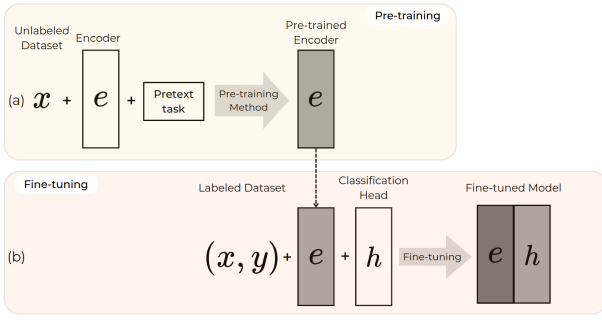 Pre-training
Unlabeled
Dataset
Encoder
Pre-trained
Encoder
(a) x + e + Pretext
task
Pre-training
Method
e
Fine-tuning
Labeled Dataset
Classification
Head
Fine-tuned Model
(b) (x, y) + e + h
Fine-tuning
e h